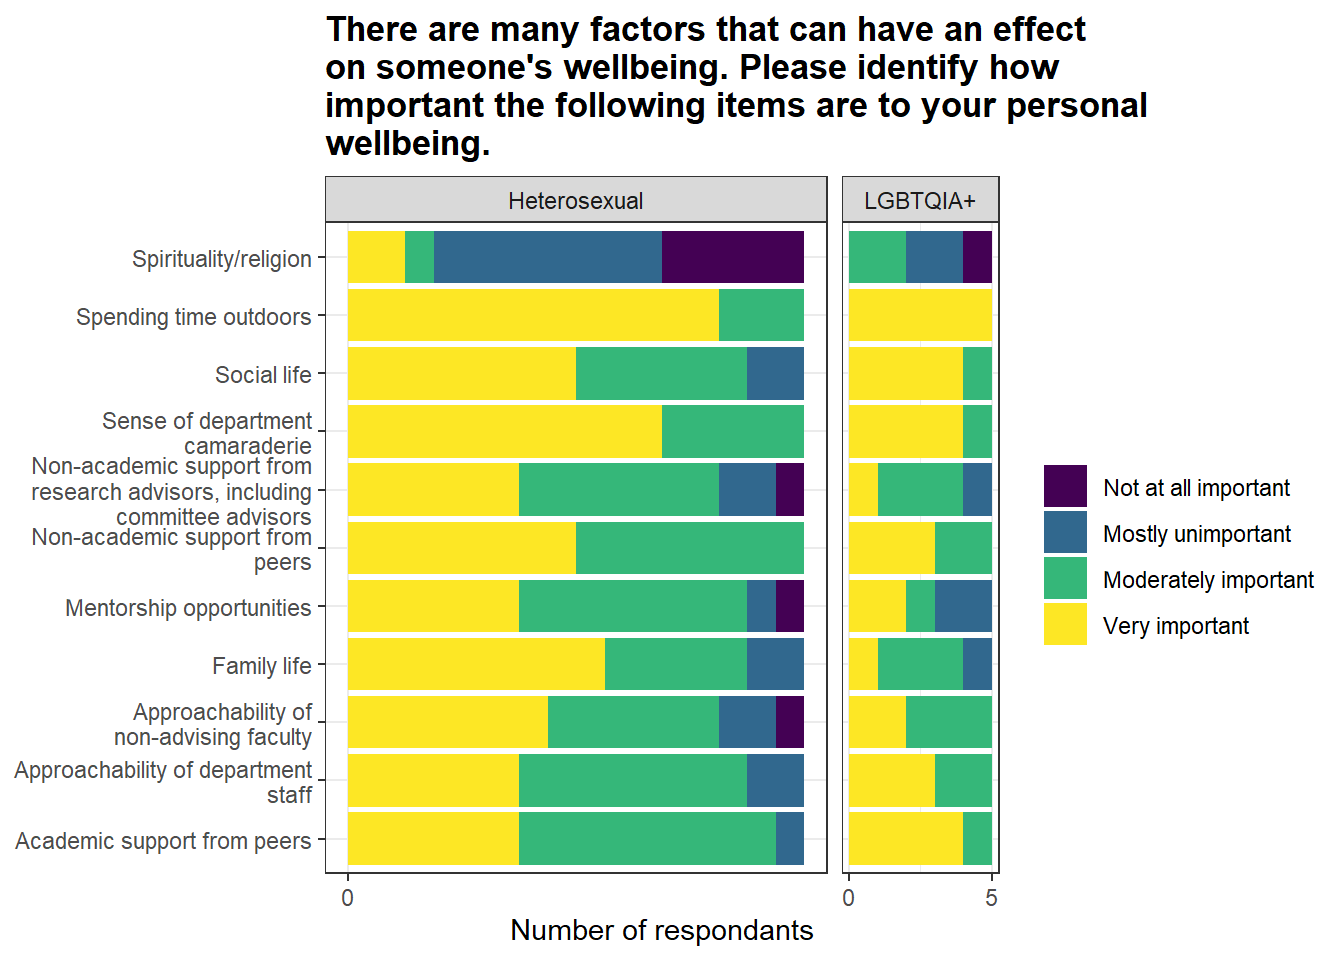 There are many factors that can have an effect
on someone's wellbeing. Please identify how
important the following items are to your personal
wellbeing.
Heterosexual
LGBTQIA+
Spirituality/religion
Spending time outdoors
Social life
Sense of department
camaraderie
Non-academic support from
research advisors, including
committee advisors
Non-academic support from
peers
Mentorship opportunities
Family life
Approachability of
non-advising faculty
Approachability of department
staff
Academic support from peers
Not at all important
Mostly unimportant
Moderately important
Very important
0
0
5
Number of respondants